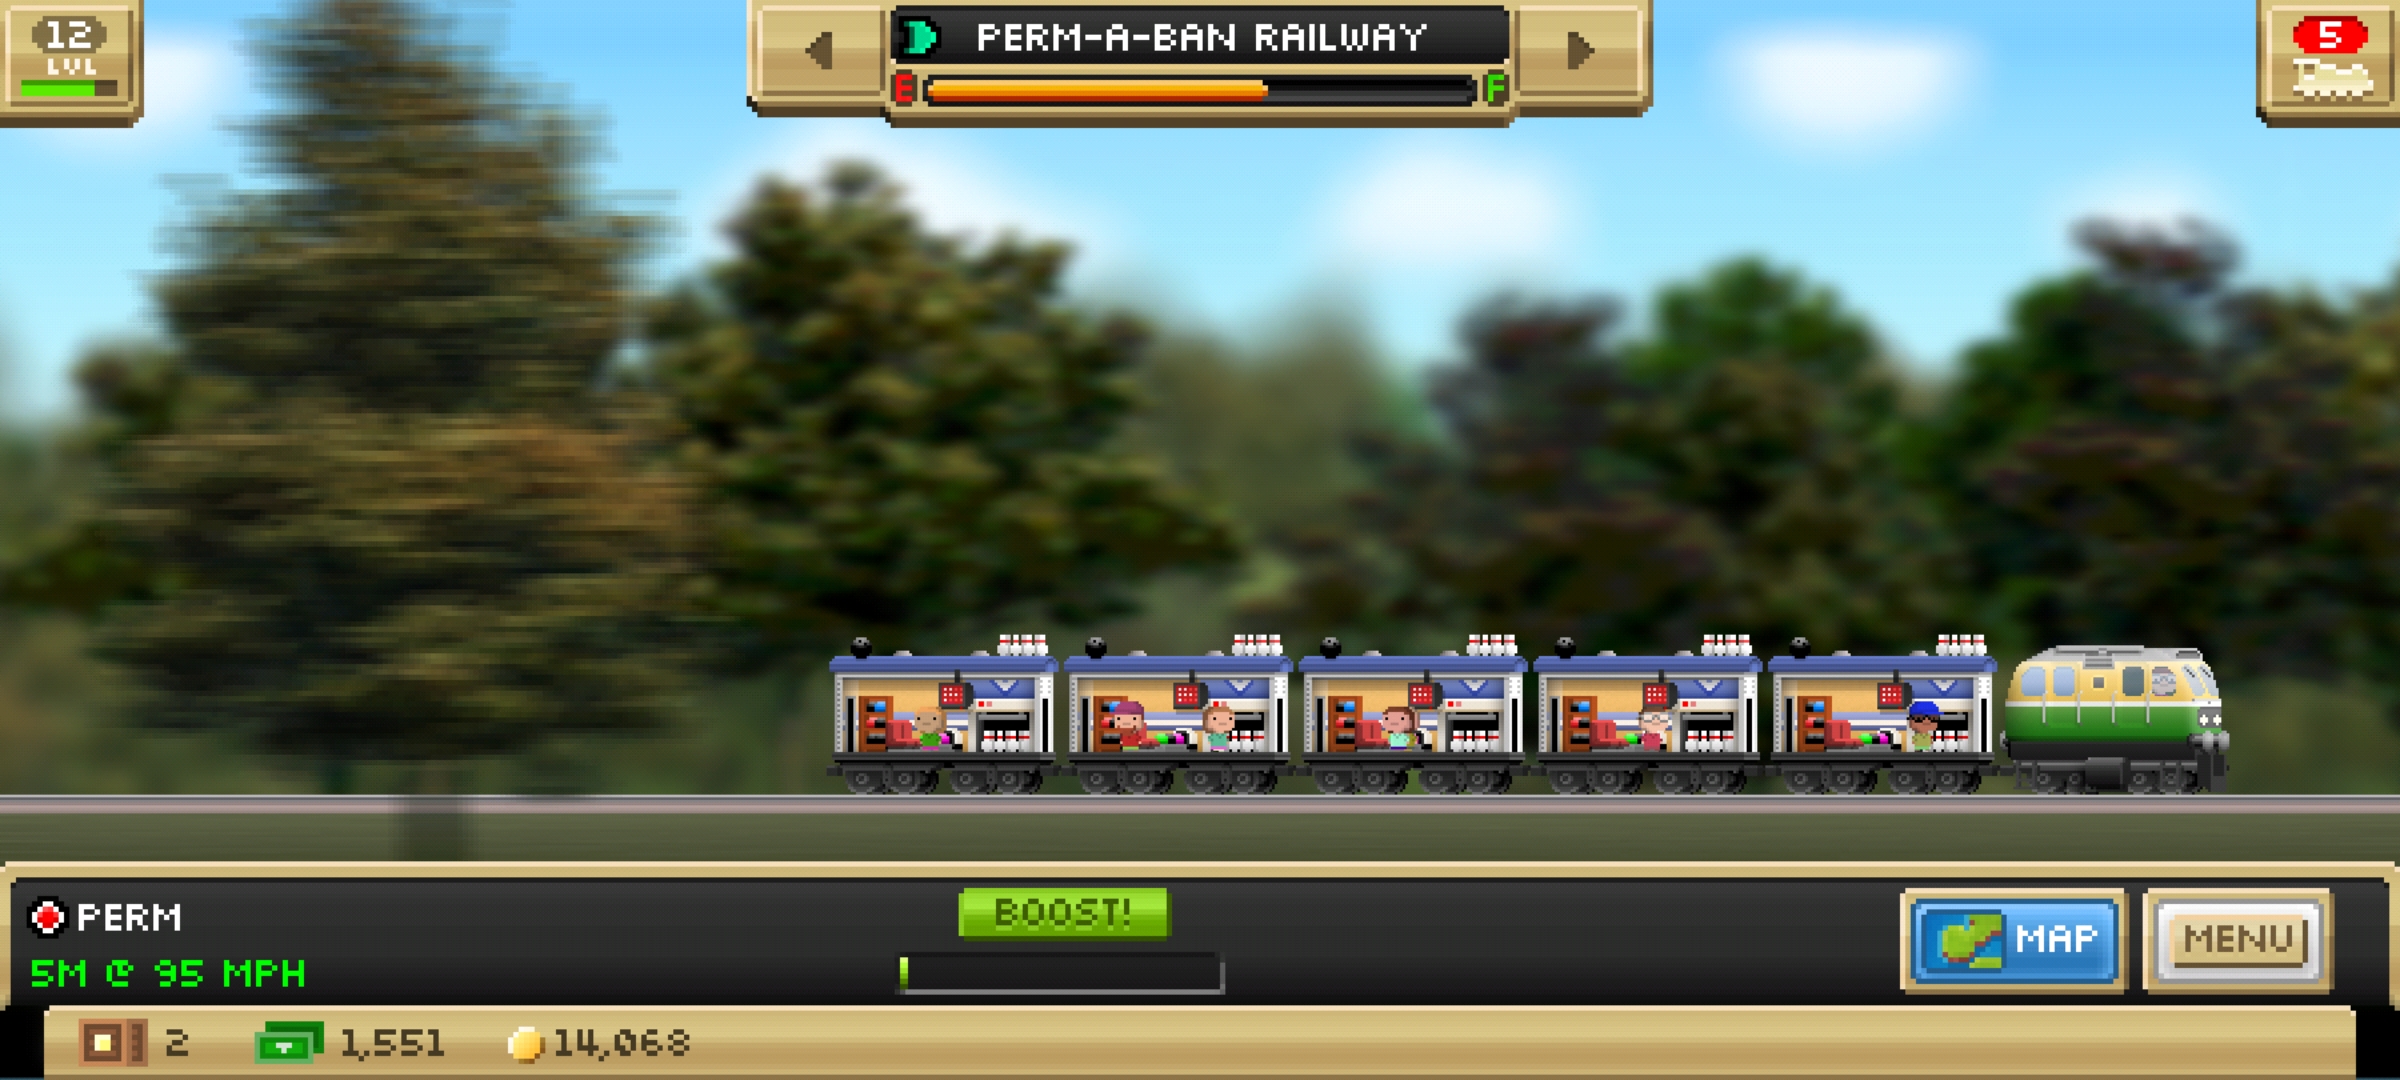 12
LVL
PERM-A-BAN RAILWAY
E F
5
PERM
5M @ 95 MPH
BOOST!
MAP
MENU
2
1,551
14,068